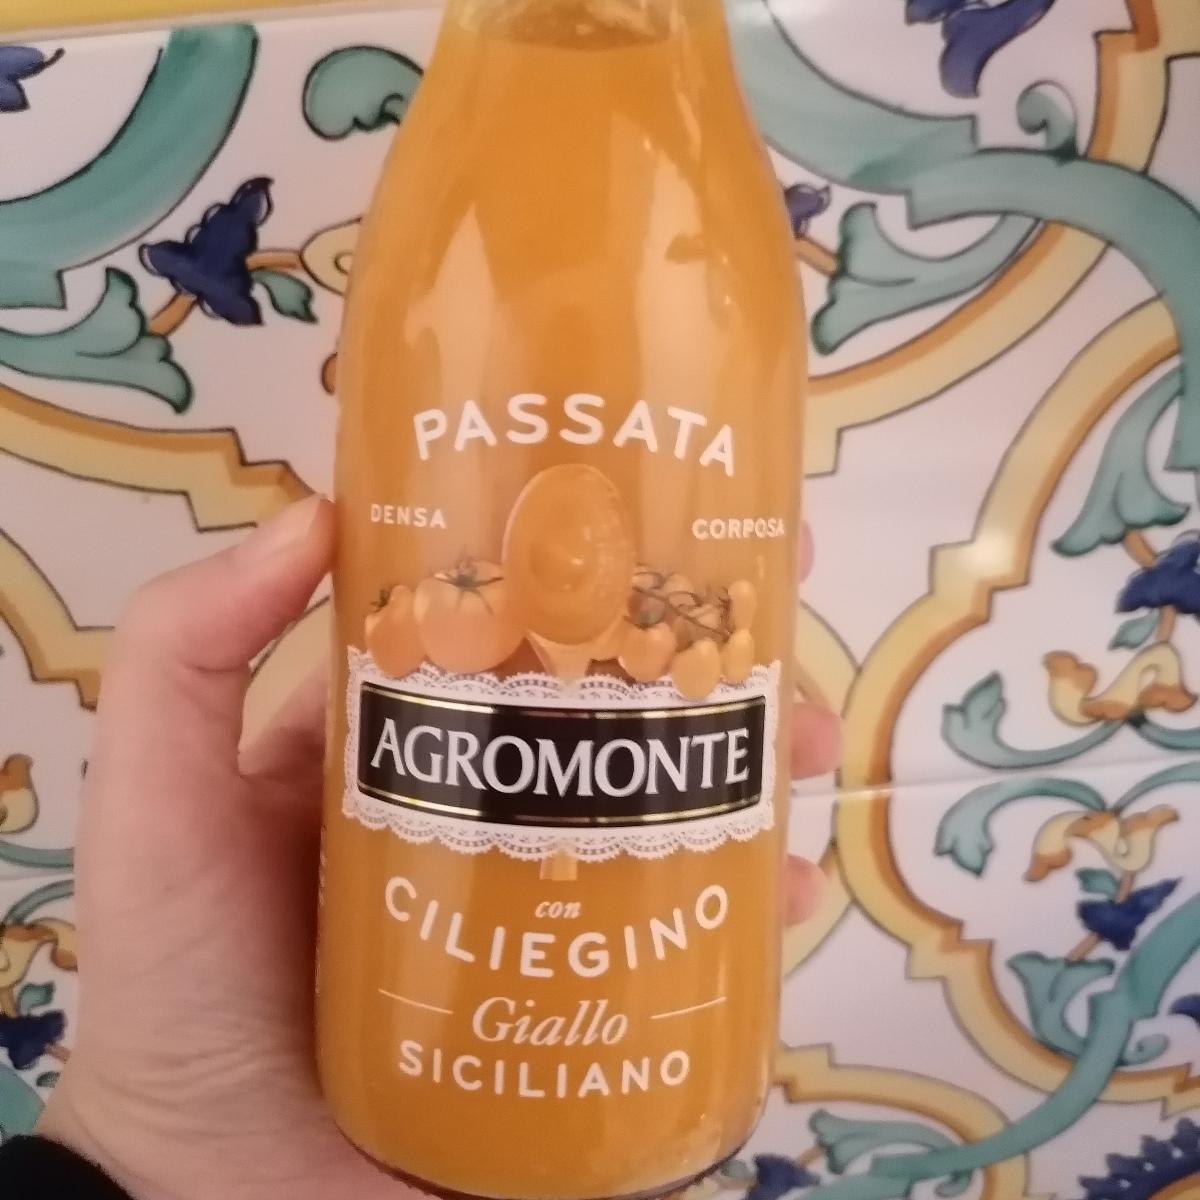 PASSATA
DENSA
CORPOSA
AGROMONTE
con
CILIEGINO
Giallo
SICILIANO